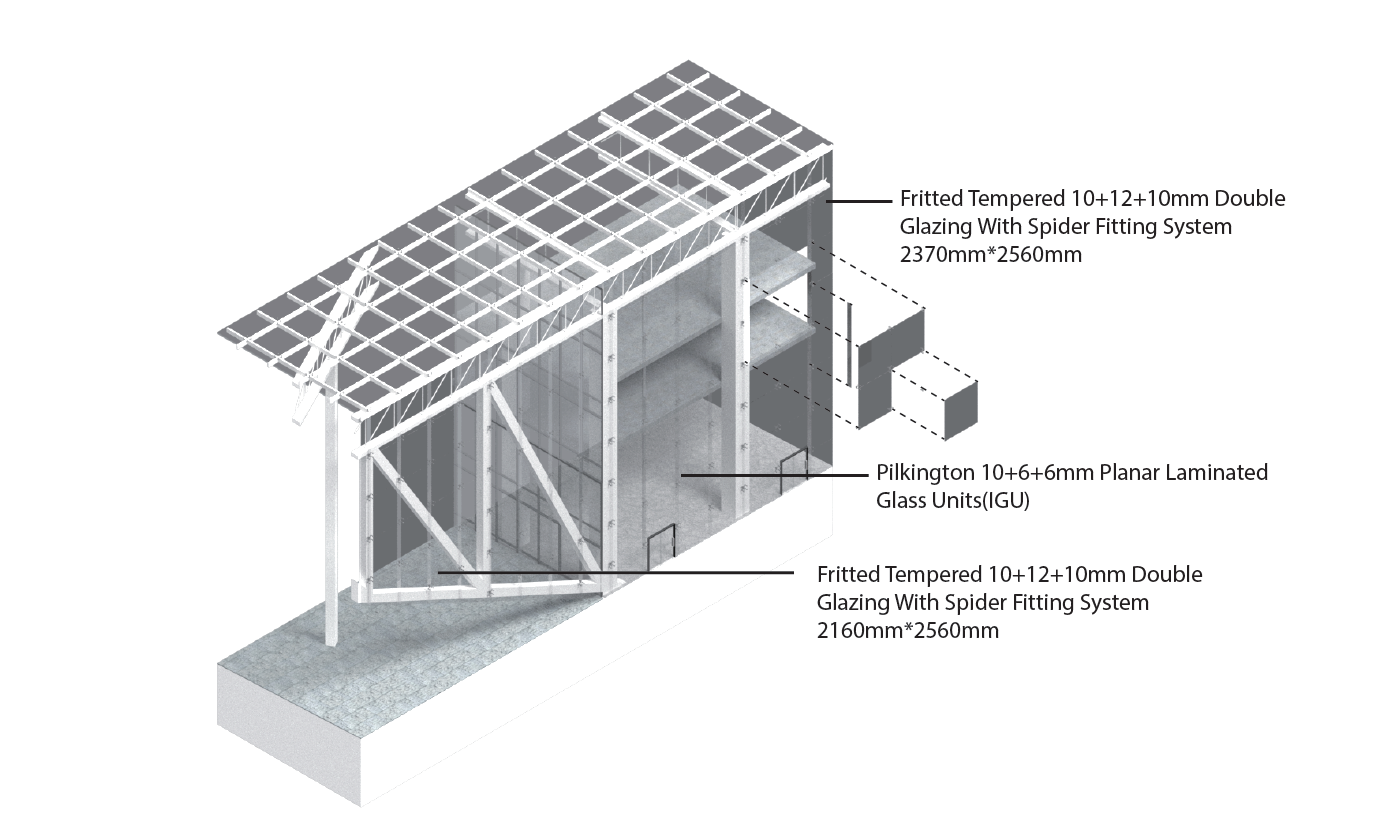 Fritted Tempered 10+12+10mm Double
Glazing With Spider Fitting System
2370mm*2560mm
Pilkington 10+6+6mm Planar Laminated
Glass Units(IGU)
Fritted Tempered 10+12+10mm Double
Glazing With Spider Fitting System
2160mm*2560mm